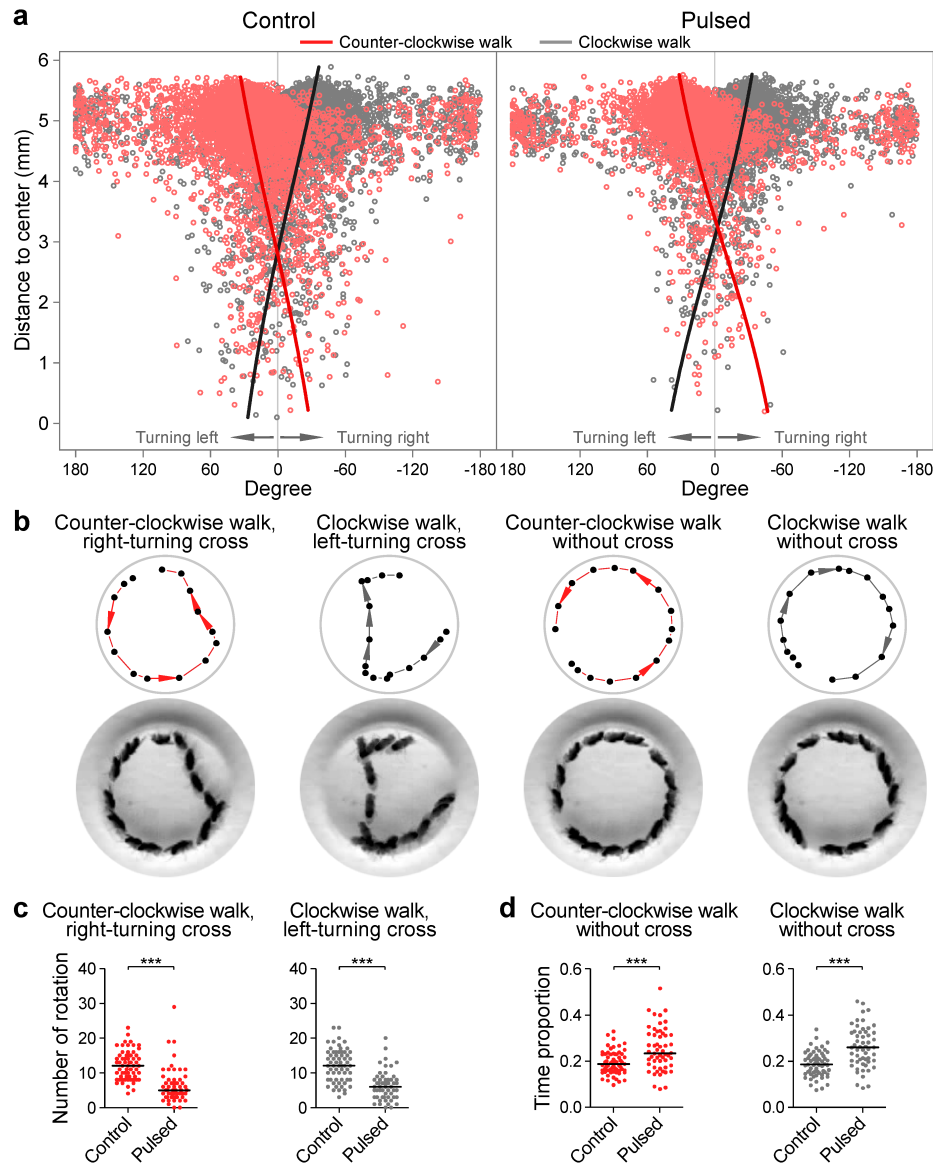 a
Control
Pulsed
Counter-clockwise walk
Clockwise walk
Distance to center (mm)
6
5
4
3
2
1
0
Turning left
Turning right
Turning left
Turning right
180
120
60
0
-60
-120
-180
180
120
60
0
-60
-120
-180
Degree
Degree
b
Counter-clockwise walk,
right-turning cross
Clockwise walk,
left-turning cross
Counter-clockwise walk
without cross
Clockwise walk
without cross
c
Counter-clockwise walk,
right-turning cross
Clockwise walk,
left-turning cross
Number of rotation
40
30
20
10
0
***
Control
Pulsed
40
30
20
10
0
***
Control
Pulsed
d
Counter-clockwise walk
without cross
Clockwise walk
without cross
Time proportion
0.6
0.4
0.2
0.0
***
Control
Pulsed
0.6
0.4
0.2
0.0
***
Control
Pulsed